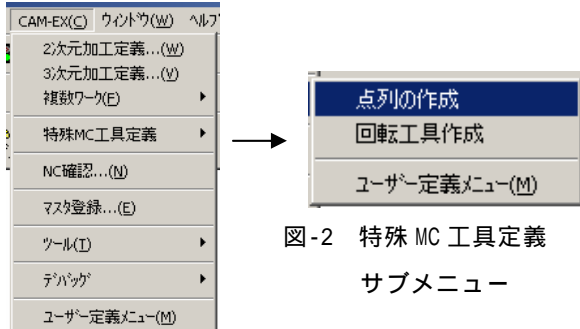 CAM-EX(C) ウィンドウ(W) ヘルプ
2次元加工定義...(W)
3次元加工定義...(V)
複数ワーク(F)
特殊MC工具定義
NC確認...(N)
マスタ登録...(E)
ツール(T)
デバッグ
ユーザー定義メニュー(M)
点列の作成
回転工具作成
ユーザー定義メニュー(M)
図-2 特殊 MC 工具定義
サブメニュー